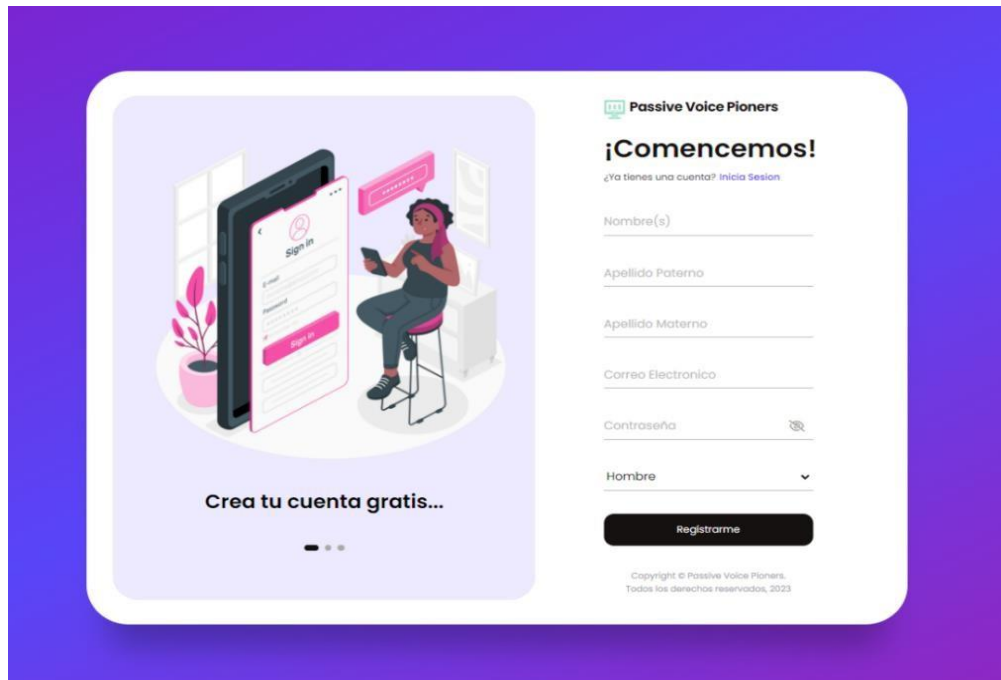 Sign in
E-mail
Password
Sign in
Crea tu cuenta gratis...
Passive Voice Pioners
¡Comencemos!
¿Ya tienes una cuenta? Inicia Sesion
Nombre(s)
Apellido Paterno
Apellido Materno
Correo Electronico
Contraseña
Hombre
Registrarme
Copyright © Passive Voice Pioners.
Todos los derechos reservados, 2023